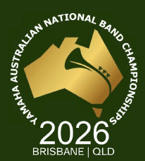 YAMAHA AUSTRALIAN NATIONAL BAND CHAMPIONSHIPS
2026
BRISBANE | QLD